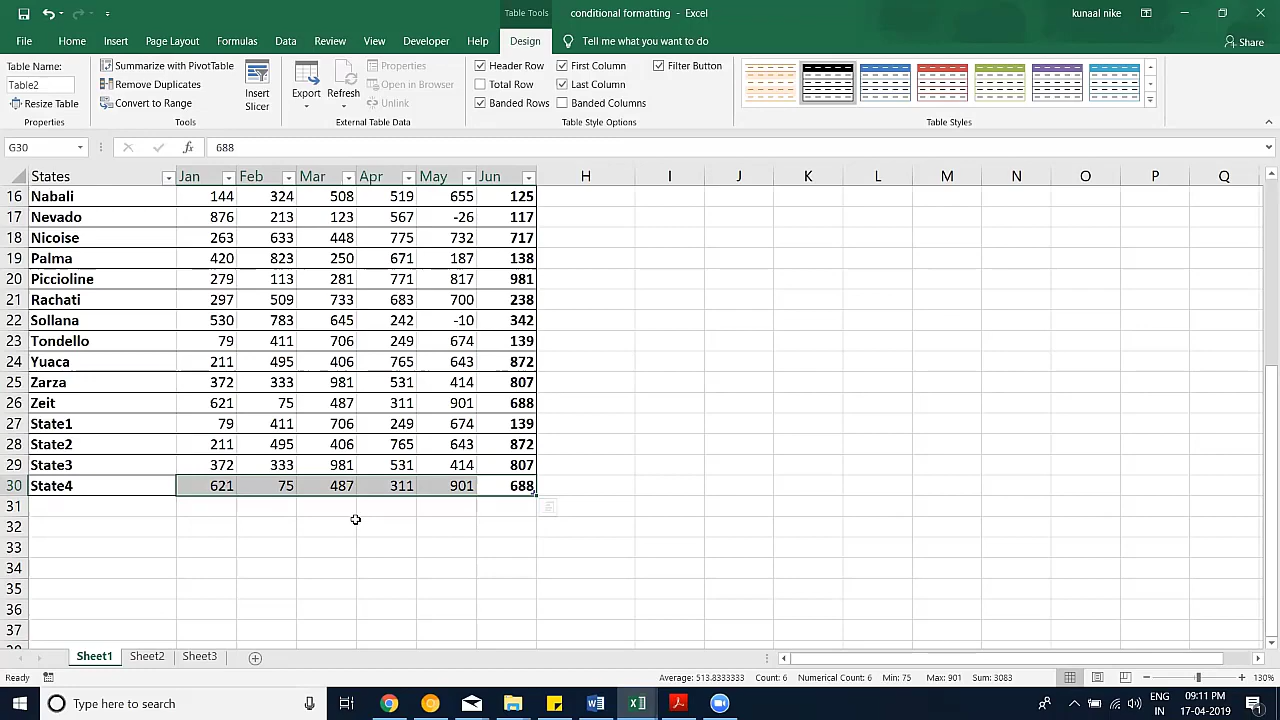 Table Tools
conditional formatting - Excel
kunaal nike
File Home Insert Page Layout Formulas Data Review View Developer Help Design Tell me what you want to do Share
Table Name:
Table2
Resize Table
Properties
Summarize with PivotTable
Remove Duplicates
Convert to Range
Tools
Insert
Slicer
Export
Refresh
Properties
Open in Browser
Unlink
External Table Data
Header Row First Column Filter Button
Total Row Last Column
Banded Rows Banded Columns
Table Style Options
Table Styles
G30 fx 688
States Jan Feb Mar Apr May Jun H I J K L M N O P Q
16 Nabali 144 324 508 519 655 125
17 Nevado 876 213 123 567 -26 117
18 Nicoise 263 633 448 775 732 717
19 Palma 420 823 250 671 187 138
20 Piccioline 279 113 281 771 817 981
21 Rachati 297 509 733 683 700 238
22 Sollana 530 783 645 242 -10 342
23 Tondello 79 411 706 249 674 139
24 Yuaca 211 495 406 765 643 872
25 Zarza 372 333 981 531 414 807
26 Zeit 621 75 487 311 901 688
27 State1 79 411 706 249 674 139
28 State2 211 495 406 765 643 872
29 State3 372 333 981 531 414 807
30 State4 621 75 487 311 901 688
31
32
33
34
35
36
37
Sheet1 Sheet2 Sheet3
Ready Average: 513.8333333 Count: 6 Numerical Count: 6 Min: 75 Max: 901 Sum: 3083 130%
Type here to search
ENG 09:11 PM
IN 17-04-2019